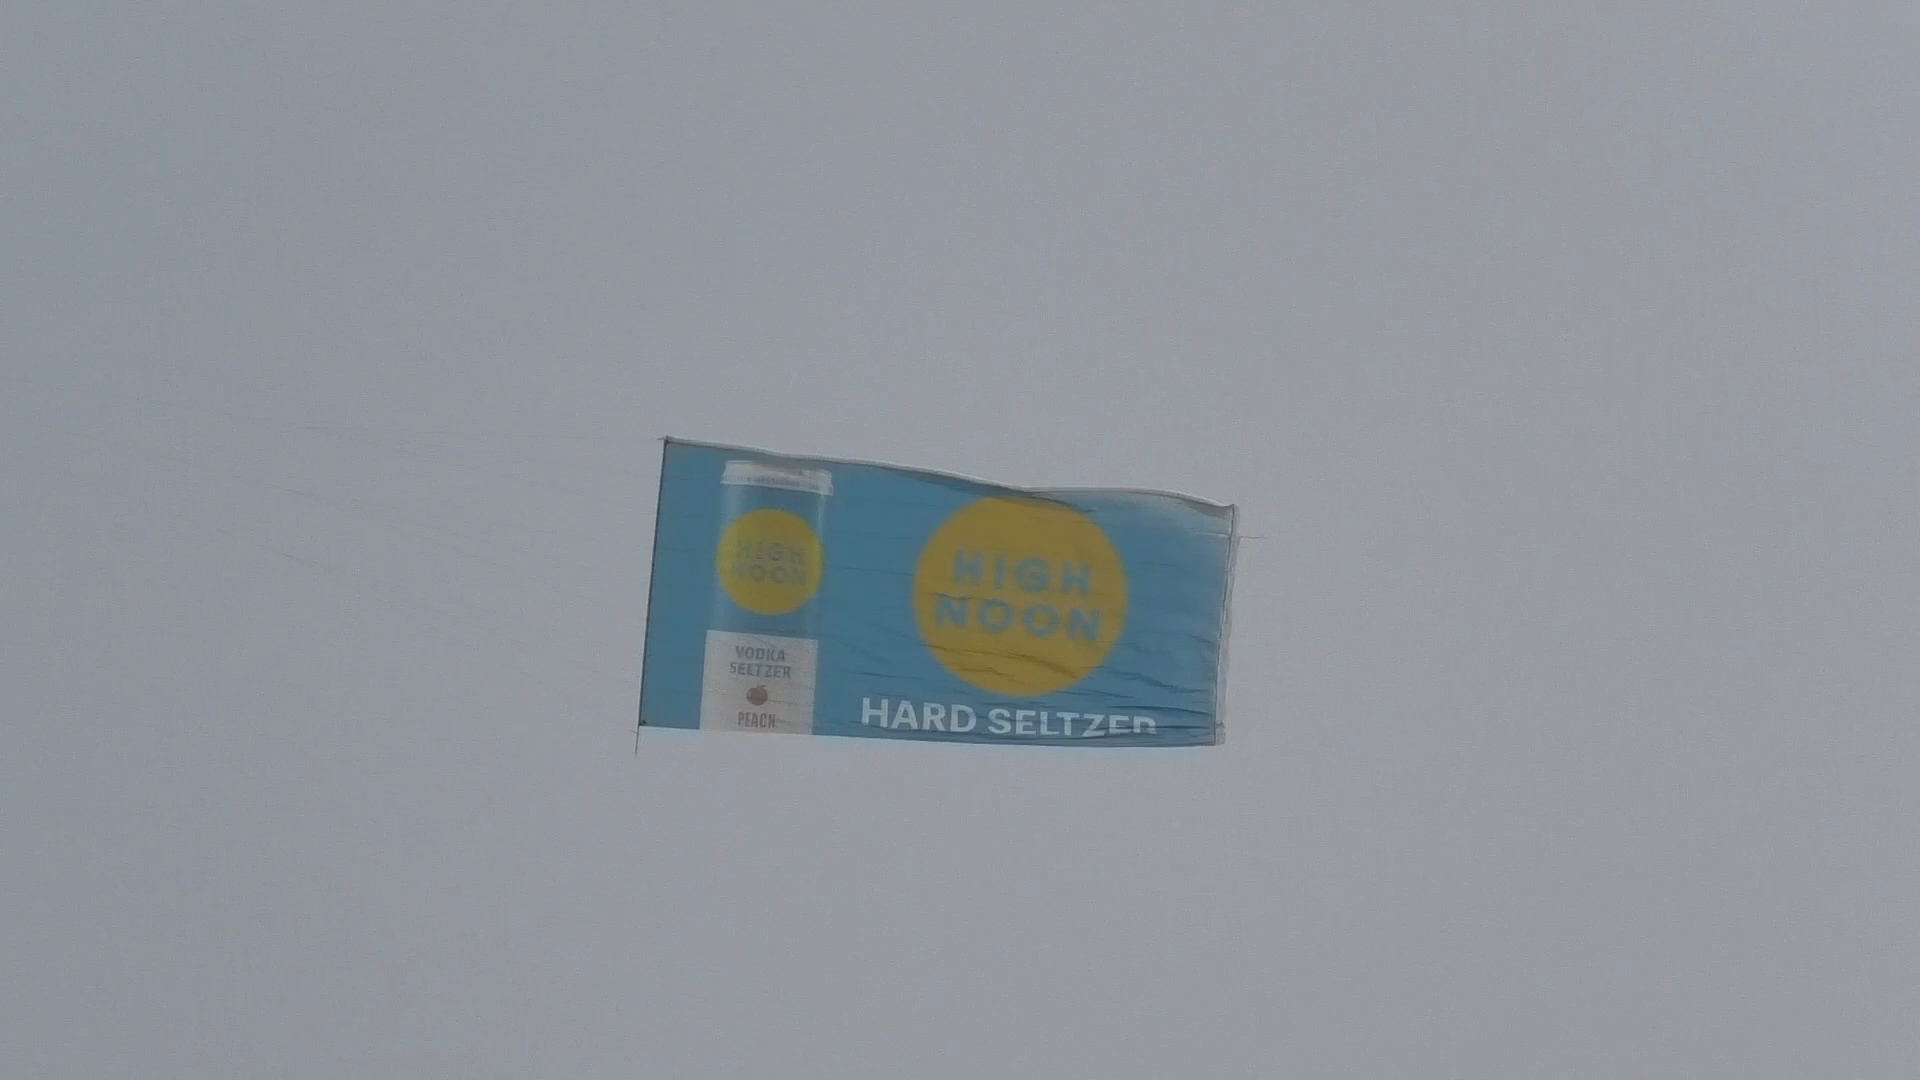 HIGH
NOON
VODKA
SELTZER
PEACH
HIGH
NOON
HARD SELTZER